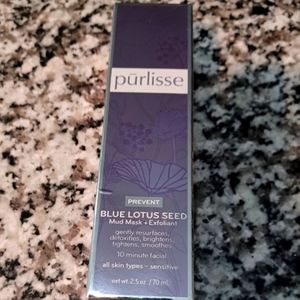 pūrlisse
PREVENT
BLUE LOTUS SEED
Mud Mask + Exfoliant
gently resurfaces,
detoxifies, brightens,
tightens, smoothes
10 minute facial
all skin types – sensitive
net wt. 2.5 oz. / 70 mL